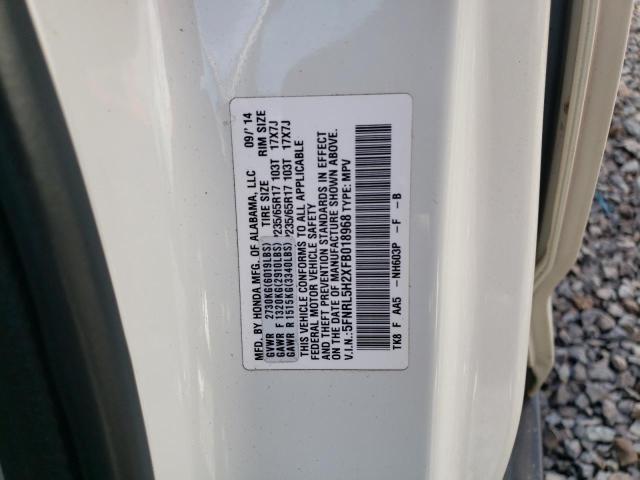 MFD. BY HONDA MFG. OF ALABAMA, LLC 09/'14
TIRE SIZE RIM SIZE
GVWR 2730KG(6019LBS)
GAWR F 1320KG(2910LBS) P235/65R17 103T 17X7J
GAWR R 1515KG(3340LBS) P235/65R17 103T 17X7J
THIS VEHICLE CONFORMS TO ALL APPLICABLE
FEDERAL MOTOR VEHICLE SAFETY
AND THEFT PREVENTION STANDARDS IN EFFECT
ON THE DATE OF MANUFACTURE SHOWN ABOVE.
V.I.N.:5FNRL5H2XFB018968 TYPE: MPV
TK8 F AA5 -NH603P -F -B